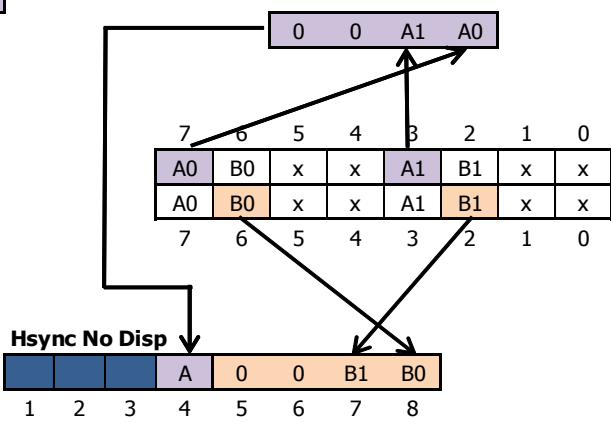 0 0 A1 A0
7 6 5 4 3 2 1 0
A0 B0 x x A1 B1 x x
A0 B0 x x A1 B1 x x
7 6 5 4 3 2 1 0
Hsync No Disp
A 0 0 B1 B0
1 2 3 4 5 6 7 8